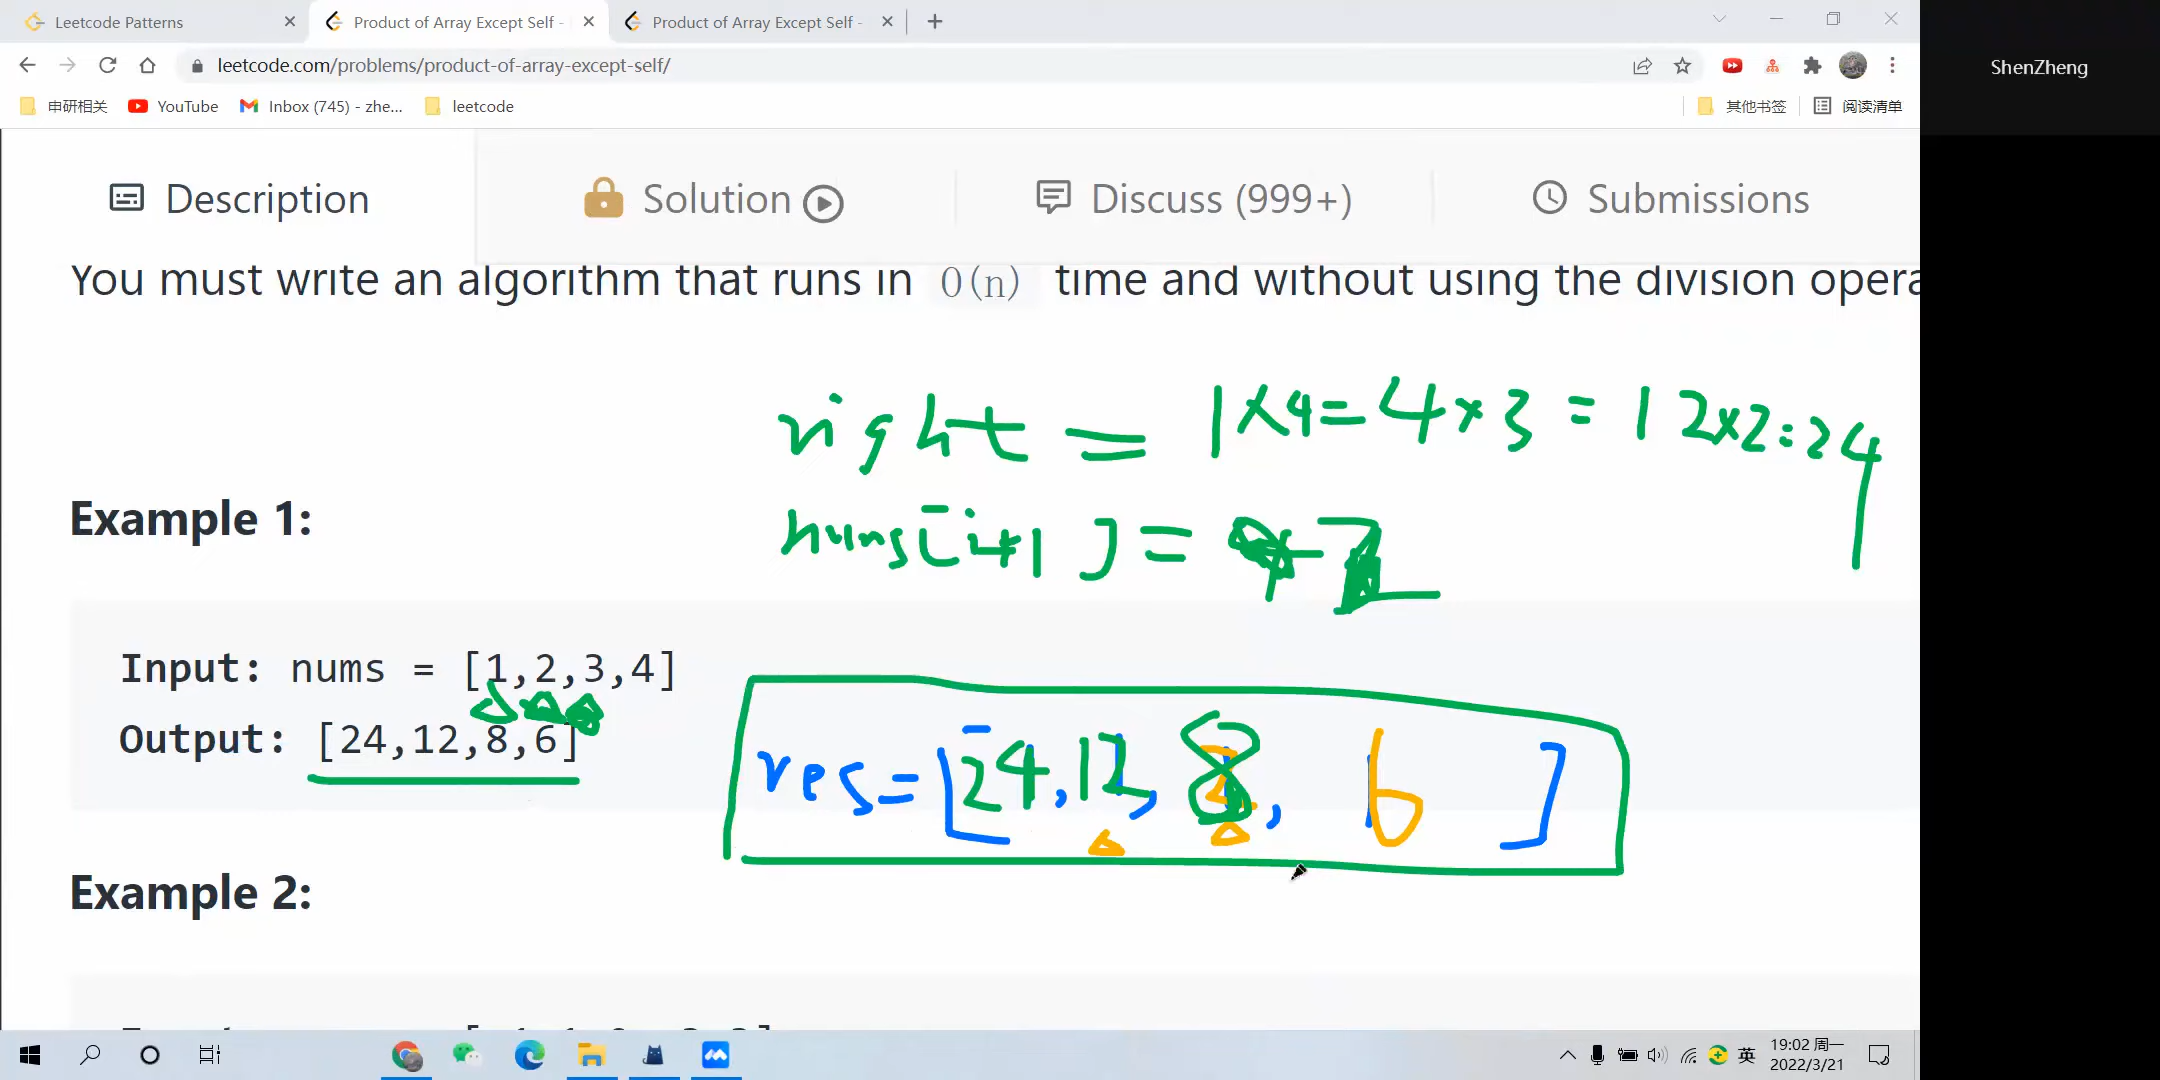 Leetcode Patterns
Product of Array Except Self -
Product of Array Except Self -
leetcode.com/problems/product-of-array-except-self/
ShenZheng
申研相关
YouTube
Inbox (745) - zhe...
leetcode
其他书签
阅读清单
Description
Solution
Discuss (999+)
Submissions
You must write an algorithm that runs in O(n) time and without using the division opera
right = 1×4=4×3=12×2=24
Example 1:
nums[i+1] =
Input: nums = [1,2,3,4]
Output: [24,12,8,6]
res=[24,12,8, 6]
Example 2:
英
19:02 周一
2022/3/21